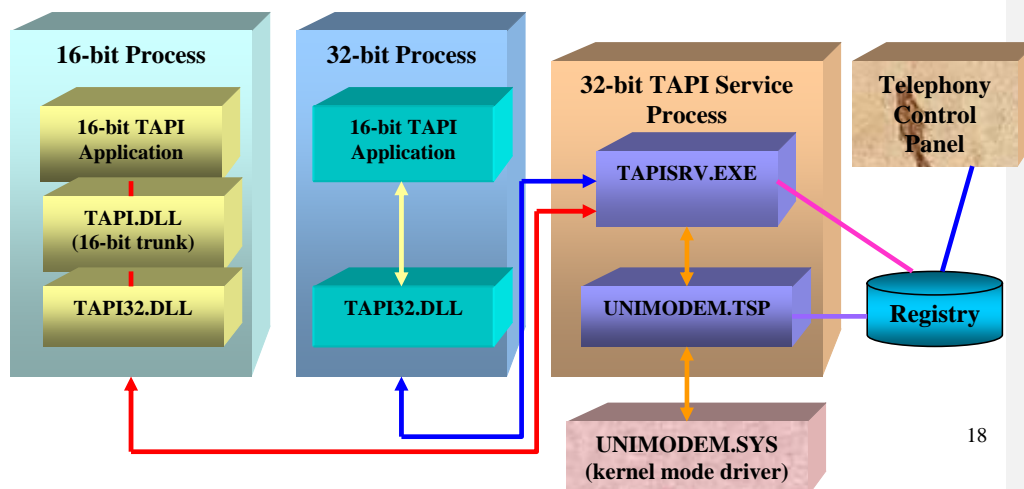 16-bit Process
16-bit TAPI
Application
TAPI.DLL
(16-bit trunk)
TAPI32.DLL
32-bit Process
16-bit TAPI
Application
TAPI32.DLL
32-bit TAPI Service
Process
TAPISRV.EXE
UNIMODEM.TSP
UNIMODEM.SYS
(kernel mode driver)
Telephony
Control
Panel
Registry
18